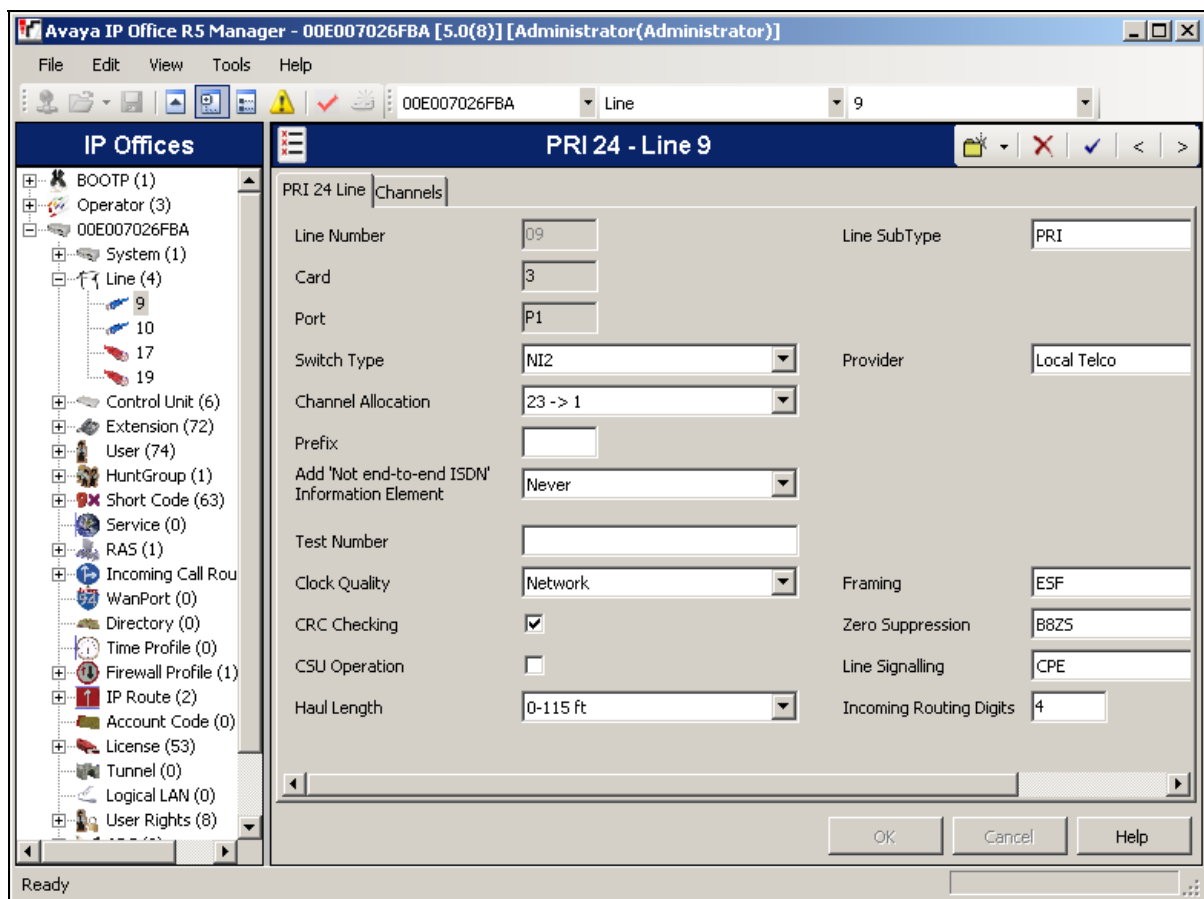 Avaya IP Office R5 Manager - 00E007026FBA [5.0(8)] [Administrator(Administrator)]
File Edit View Tools Help
00E007026FBA Line 9
IP Offices
BOOTP (1)
Operator (3)
00E007026FBA
System (1)
Line (4)
9
10
17
19
Control Unit (6)
Extension (72)
User (74)
HuntGroup (1)
Short Code (63)
Service (0)
RAS (1)
Incoming Call Rou
WanPort (0)
Directory (0)
Time Profile (0)
Firewall Profile (1)
IP Route (2)
Account Code (0)
License (53)
Tunnel (0)
Logical LAN (0)
User Rights (8)
PRI 24 - Line 9
PRI 24 Line Channels
Line Number 09 Line SubType PRI
Card 3
Port P1
Switch Type NI2 Provider Local Telco
Channel Allocation 23 -> 1
Prefix
Add 'Not end-to-end ISDN'
Information Element Never
Test Number
Clock Quality Network Framing ESF
CRC Checking Zero Suppression B8ZS
CSU Operation Line Signalling CPE
Haul Length 0-115 ft Incoming Routing Digits 4
OK Cancel Help
Ready